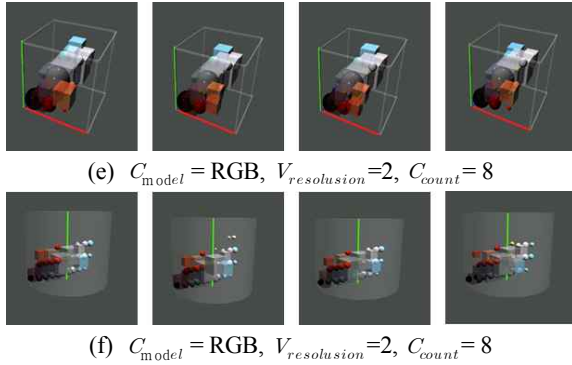 (e) C_model = RGB, V_resolusion=2, C_count = 8
(f) C_model = RGB, V_resolusion=2, C_count = 8